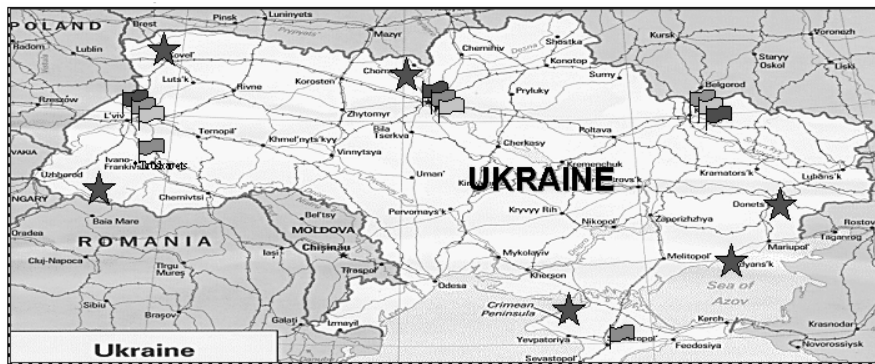 Pinsk
Luninyets
Brest
POLAND
Mazyr
Pripyets
Desna
Shostka
Kursk
Voronezh
Radom
Lublin
Chernihiv
Konotop
Staryy
Oskol
Liski
Luts'k
Rivne
Korosten
Sumy
Belgorod
Rzeszów
Zhytomyr
Pryluky
L'viv
Ternopil'
Khmel'nyts'kyy
Bila
Tserkva
Cherkasy
Poltava
Ivano-
Vinnytsya
Uzhhorod
Uman'
Kremenchuk
Kramators'k
Luhans'k
UKRAINE
Chernivtsi
Pervomays'k
Kryvyy Rih
Nikopol'
Zaporizhzhya
Donets
Baia Mare
Bel'tsy
MOLDOVA
Oradea
ROMANIA
Chişinău
Mariupol'
Rostov
Taganrog
Cluj-Napoca
Tîrgu
Mureş
Iaşi
Tiraspol'
Mykolayiv
Kherson
Melitopol'
Odesa
Sea of
Azov
Sibiu
Braşov
Galaţi
Izmayil
Crimean
Peninsula
Yevpatoriya
Kerch
Krasnodar
Feodosiya
Sevastopol'
Novorossiysk
Ukraine